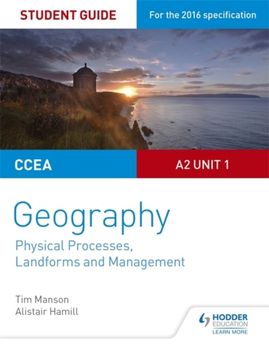 STUDENT GUIDE
For the 2016 specification
CCEA
A2 UNIT 1
Geography
Physical Processes,
Landforms and Management
Tim Manson
Alistair Hamill
HODDER
EDUCATION
LEARN MORE